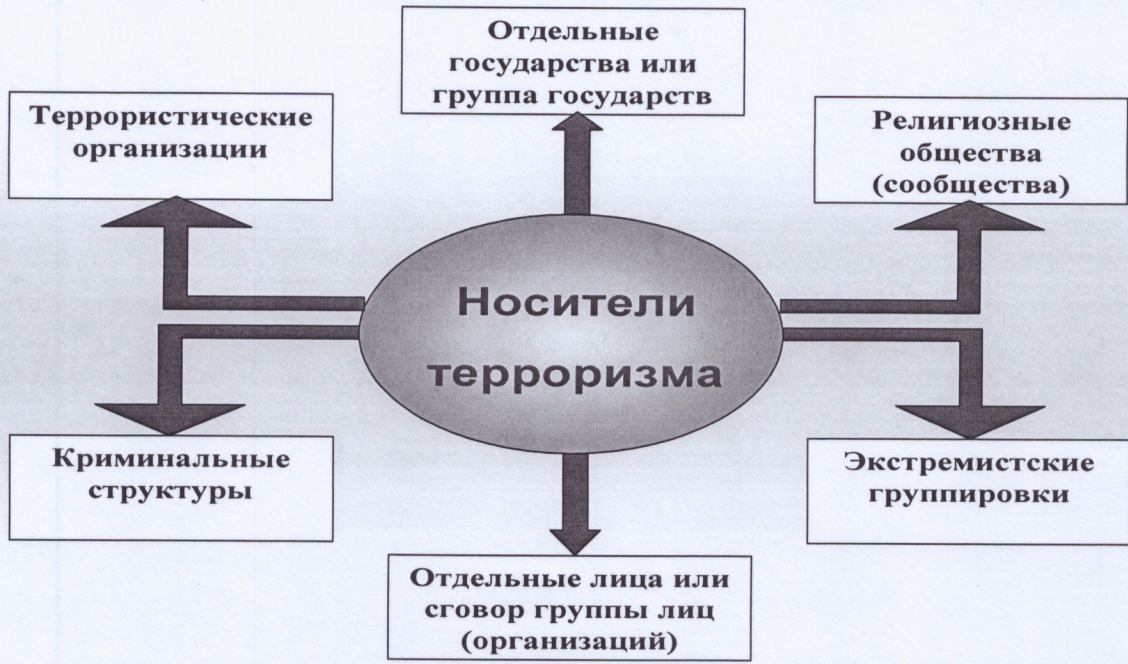 Отдельные
государства или
группа государств
Террористические
организации
Религиозные
общества
(сообщества)
Носители
терроризма
Криминальные
структуры
Экстремистские
группировки
Отдельные лица или
сговор группы лиц
(организаций)